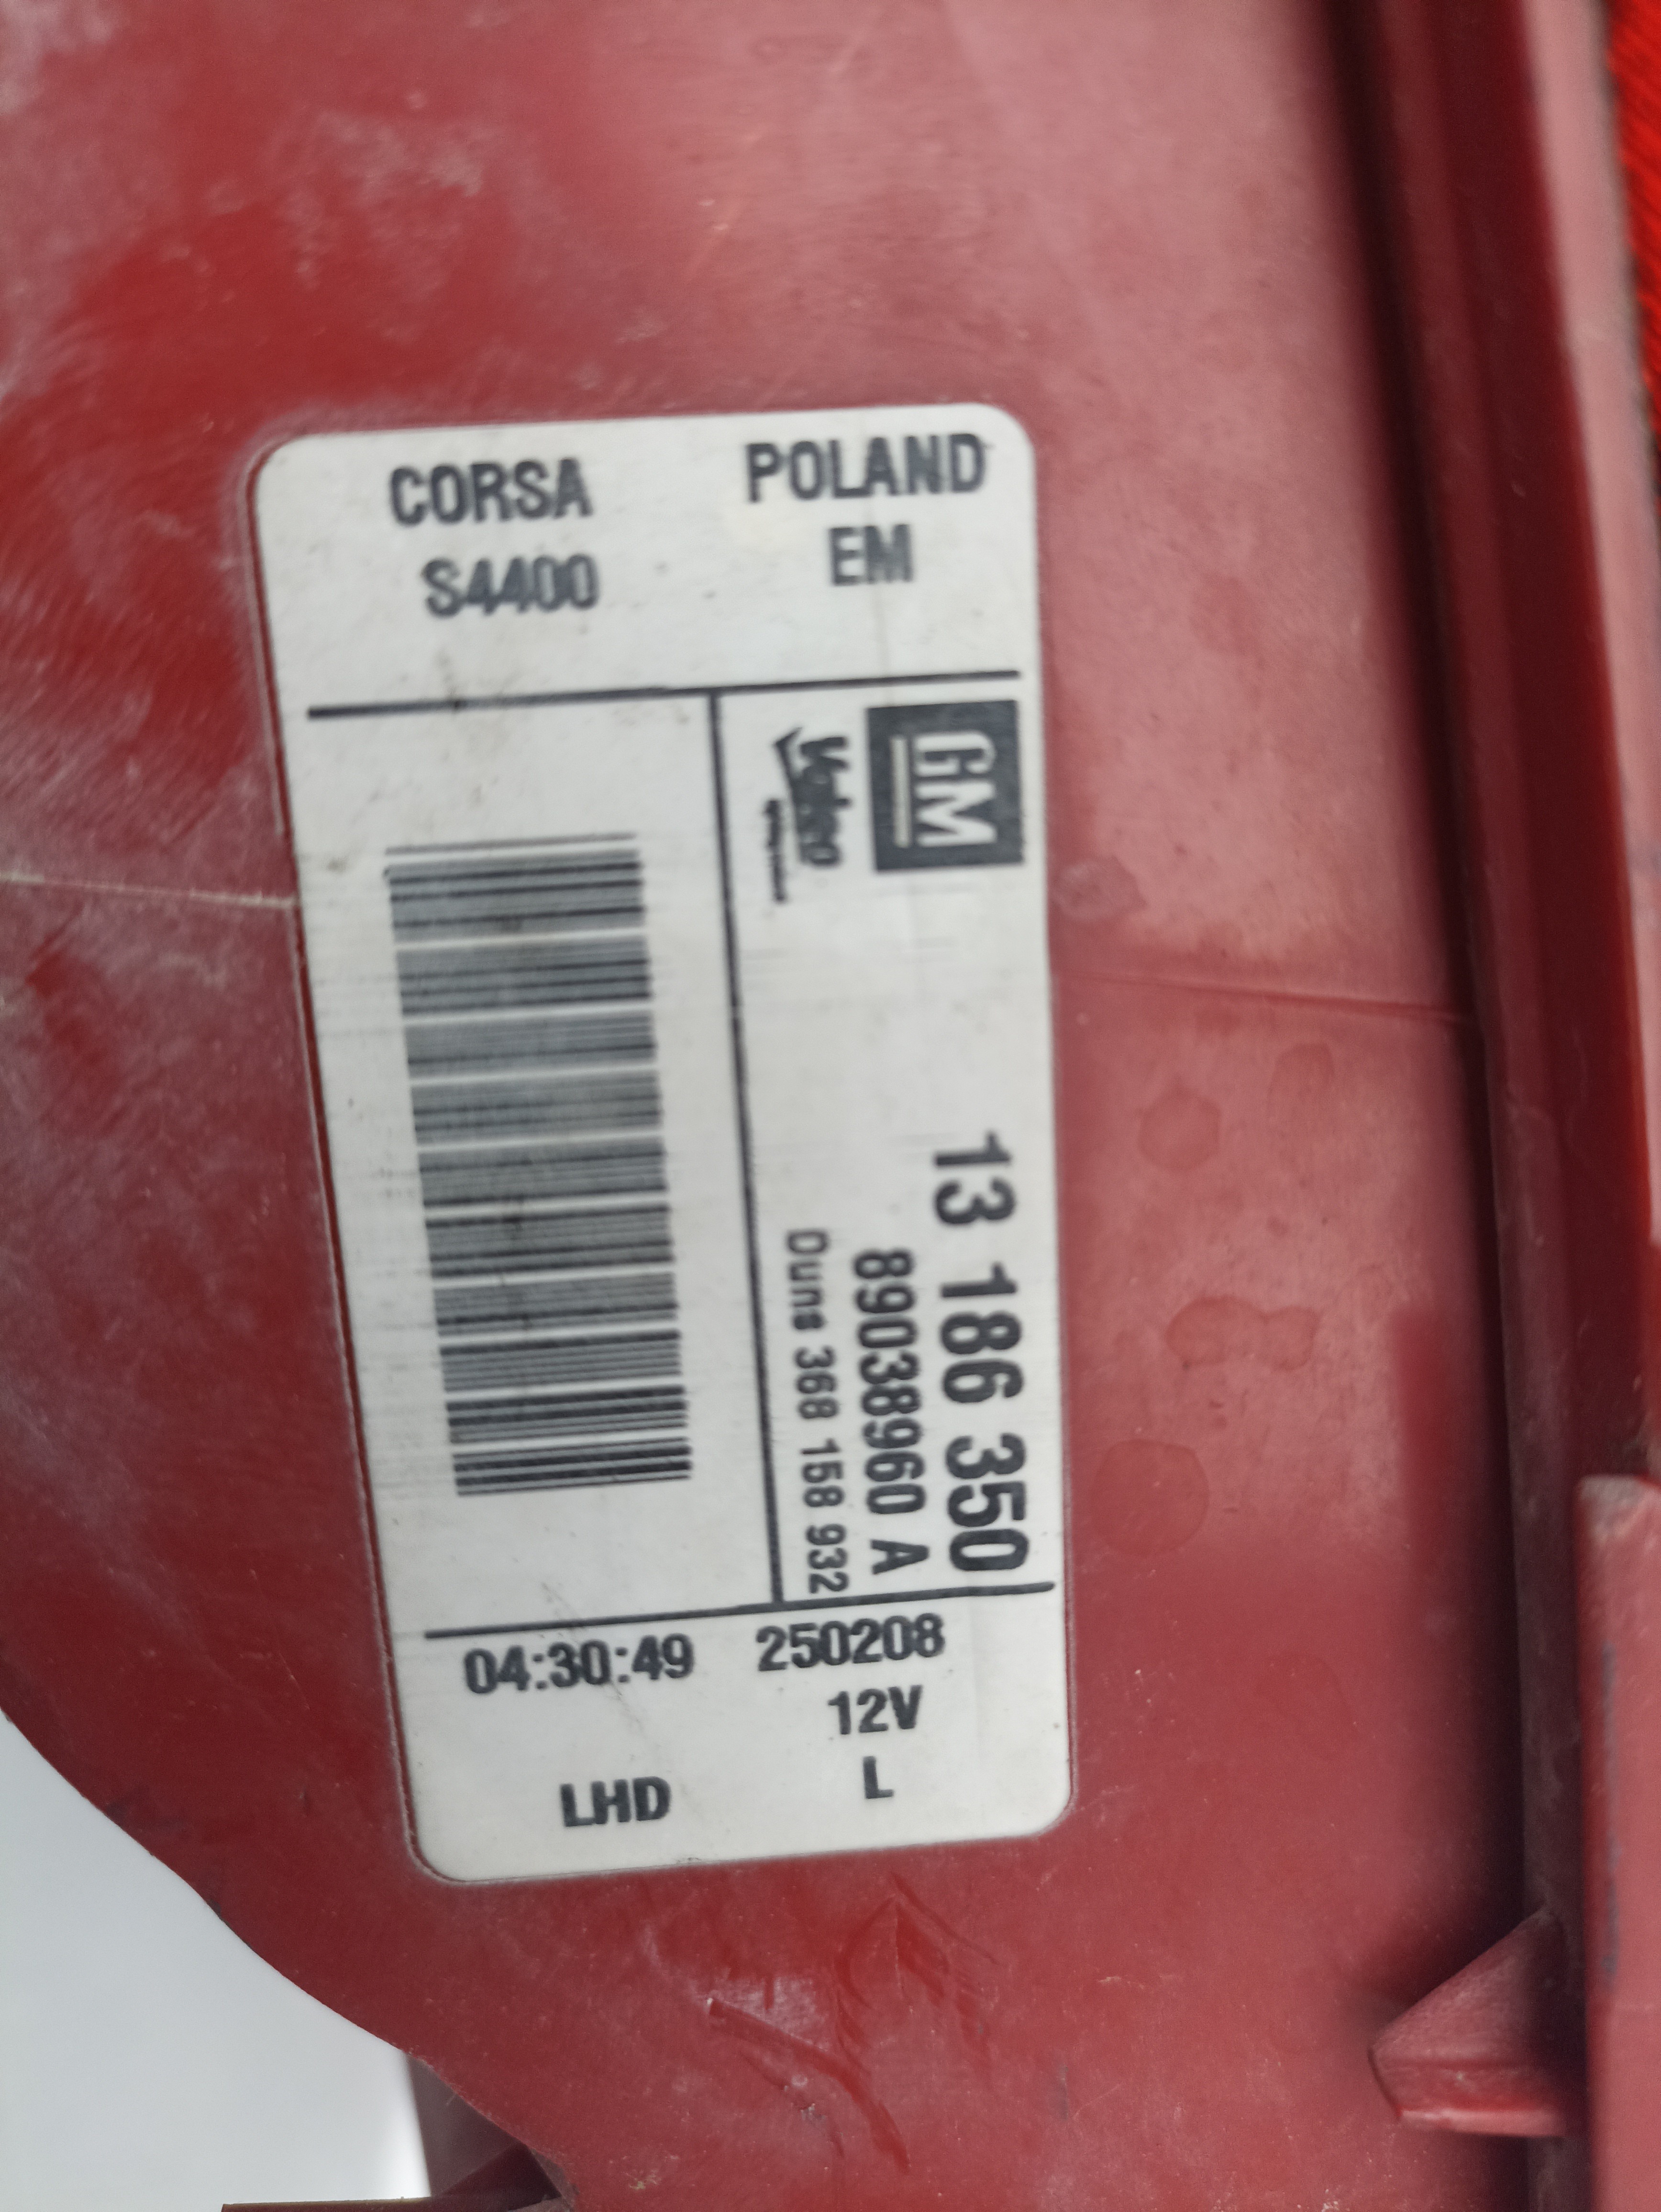 CORSA POLAND
S4400 EM
GM
Valeo
13 186 350
89038960 A
Duns 368 158 932
04:30:49 250208
12V
LHD L